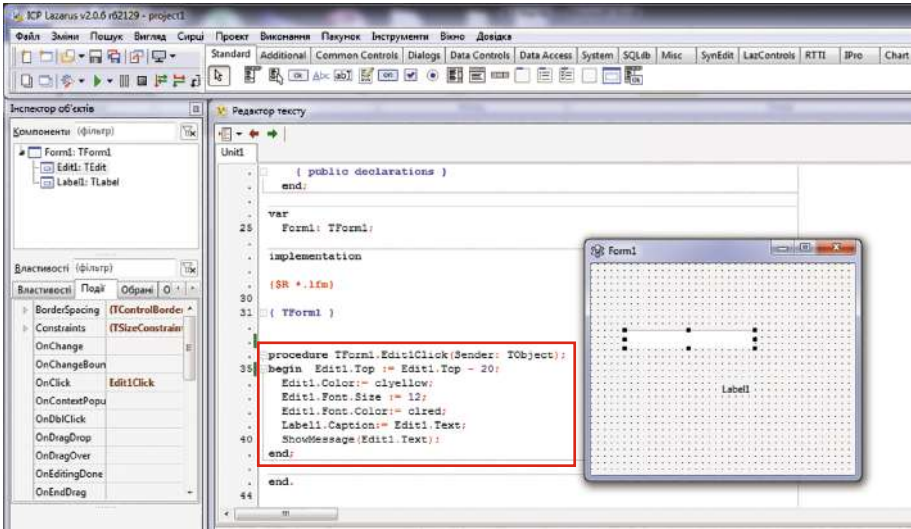 ІСР Lazarus v2.0.6 r62129 - project1
Файл Зміни Пошук Вигляд Сирці Проєкт Виконання Пакунок Інструменти Вікно Довідка
Standard Additional Common Controls Dialogs Data Controls Data Access System SQLdb Misc SynEdit LazControls RTTI IPro Chart
Abc abI
Інспектор об'єктів
Компоненти (фільтр)
Form1: TForm1
Edit1: TEdit
Label1: TLabel
Властивості (фільтр)
Властивості Події Обрані О
BorderSpacing (TControlBorder
Constraints (TSizeConstrain
OnChange
OnChangeBoun
OnClick Edit1Click
OnContextPopu
OnDblClick
OnDragDrop
OnDragOver
OnEditingDone
OnEndDrag
Редактор тексту
Unit1
{ public declarations }
end;
var
25 Form1: TForm1;
implementation
{$R *.lfm}
30
31 { TForm1 }
procedure TForm1.Edit1Click(Sender: TObject);
35 begin Edit1.Top := Edit1.Top - 20;
Edit1.Color:= clyellow;
Edit1.Font.Size := 12;
Edit1.Font.Color:= clred;
Label1.Caption:= Edit1.Text;
40 ShowMessage(Edit1.Text);
end;
end.
44
Form1
Label1